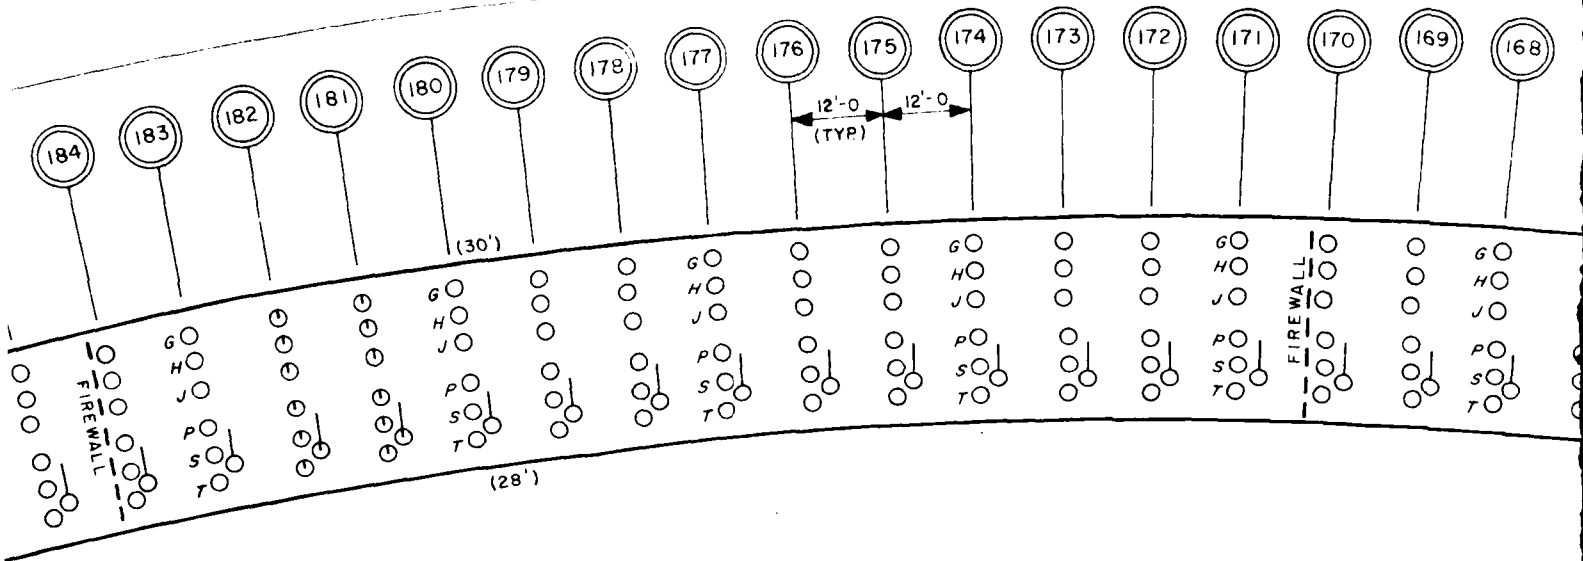 184 183 182 181 180 179 178 177 176 175 174 173 172 171 170 169 168
12'-0 12'-0
(TYP.)
(30')
G G G G G G
H H H H H H
J J J J J J
P P P P P P
S S S S S S
T T T T T T
FIREWALL
FIREWALL
(28')